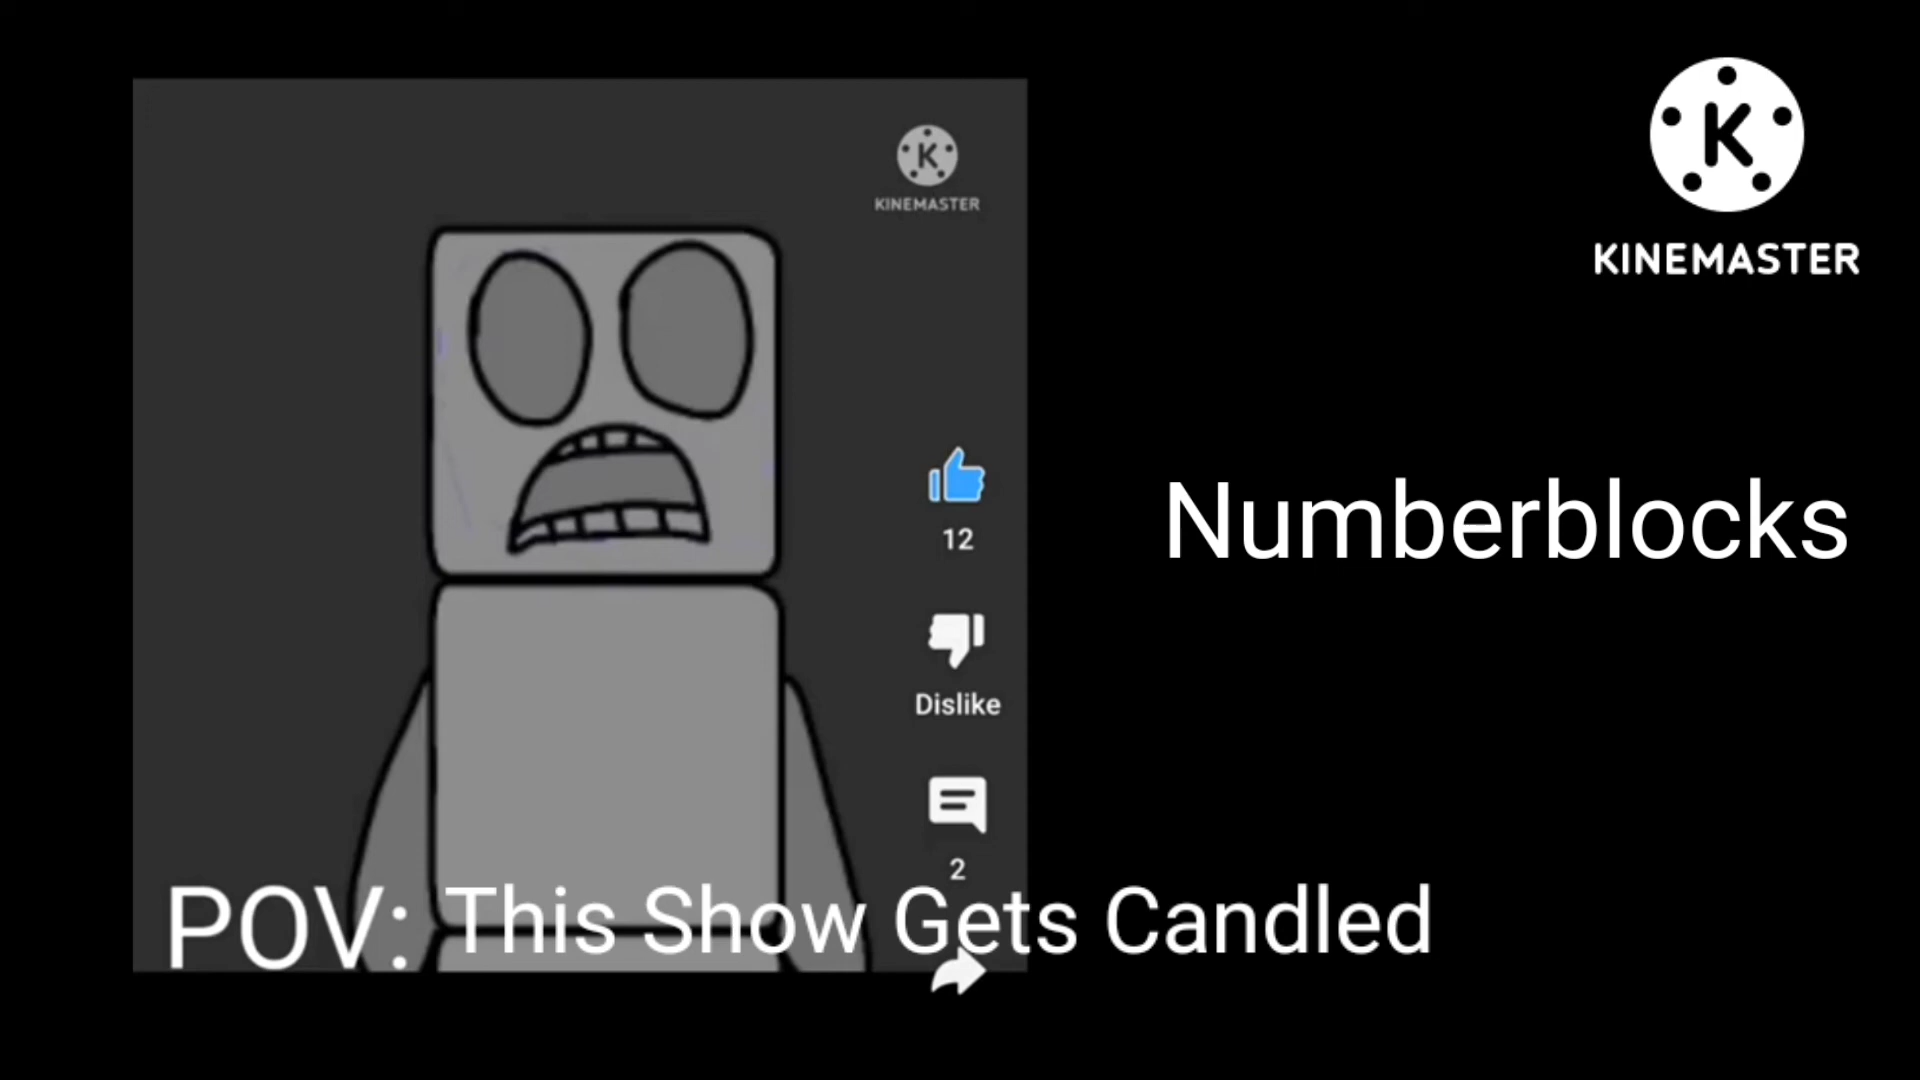 K
KINEMASTER
K
KINEMASTER
12
Numberblocks
Dislike
2
POV: This Show Gets Candled